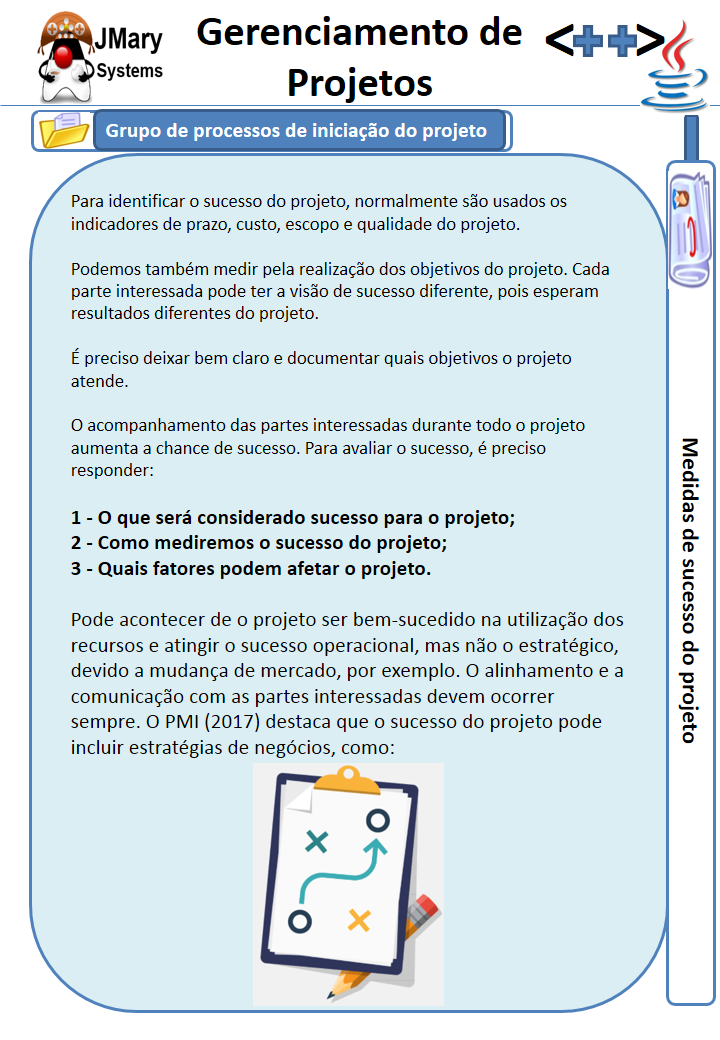 JMary
Systems
Gerenciamento de
Projetos
<++>
Grupo de processos de iniciação do projeto
Para identificar o sucesso do projeto, normalmente são usados os
indicadores de prazo, custo, escopo e qualidade do projeto.
Podemos também medir pela realização dos objetivos do projeto. Cada
parte interessada pode ter a visão de sucesso diferente, pois esperam
resultados diferentes do projeto.
É preciso deixar bem claro e documentar quais objetivos o projeto
atende.
O acompanhamento das partes interessadas durante todo o projeto
aumenta a chance de sucesso. Para avaliar o sucesso, é preciso
responder:
1 - O que será considerado sucesso para o projeto;
2 - Como mediremos o sucesso do projeto;
3 - Quais fatores podem afetar o projeto.
Pode acontecer de o projeto ser bem-sucedido na utilização dos
recursos e atingir o sucesso operacional, mas não o estratégico,
devido a mudança de mercado, por exemplo. O alinhamento e a
comunicação com as partes interessadas devem ocorrer
sempre. O PMI (2017) destaca que o sucesso do projeto pode
incluir estratégias de negócios, como:
Medidas de sucesso do projeto